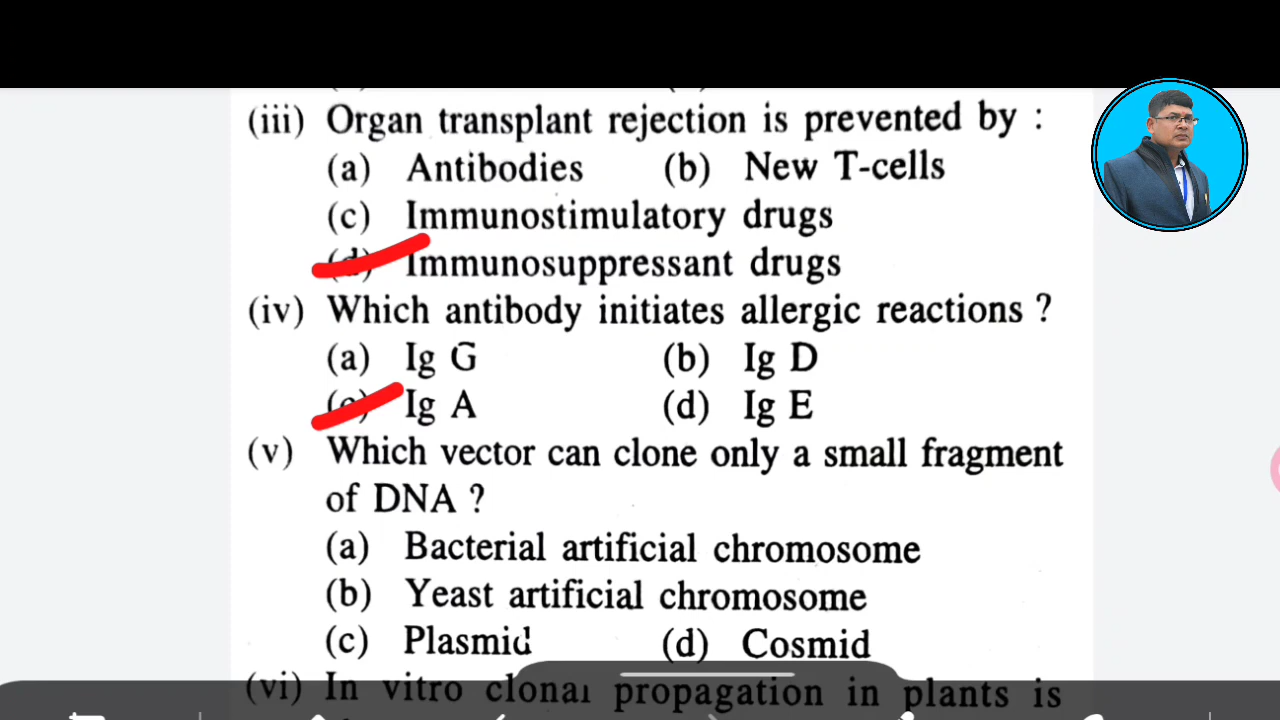 (iii) Organ transplant rejection is prevented by :
(a) Antibodies (b) New T-cells
(c) Immunostimulatory drugs
(d) Immunosuppressant drugs
(iv) Which antibody initiates allergic reactions ?
(a) Ig G (b) Ig D
(c) Ig A (d) Ig E
(v) Which vector can clone only a small fragment
of DNA ?
(a) Bacterial artificial chromosome
(b) Yeast artificial chromosome
(c) Plasmid (d) Cosmid
(vi) In vitro clonal propagation in plants is